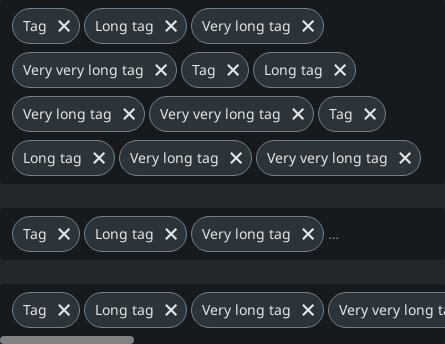 Tag Long tag Very long tag
Very very long tag Tag Long tag
Very long tag Very very long tag Tag
Long tag Very long tag Very very long tag
Tag Long tag Very long tag ...
Tag Long tag Very long tag Very very long ta